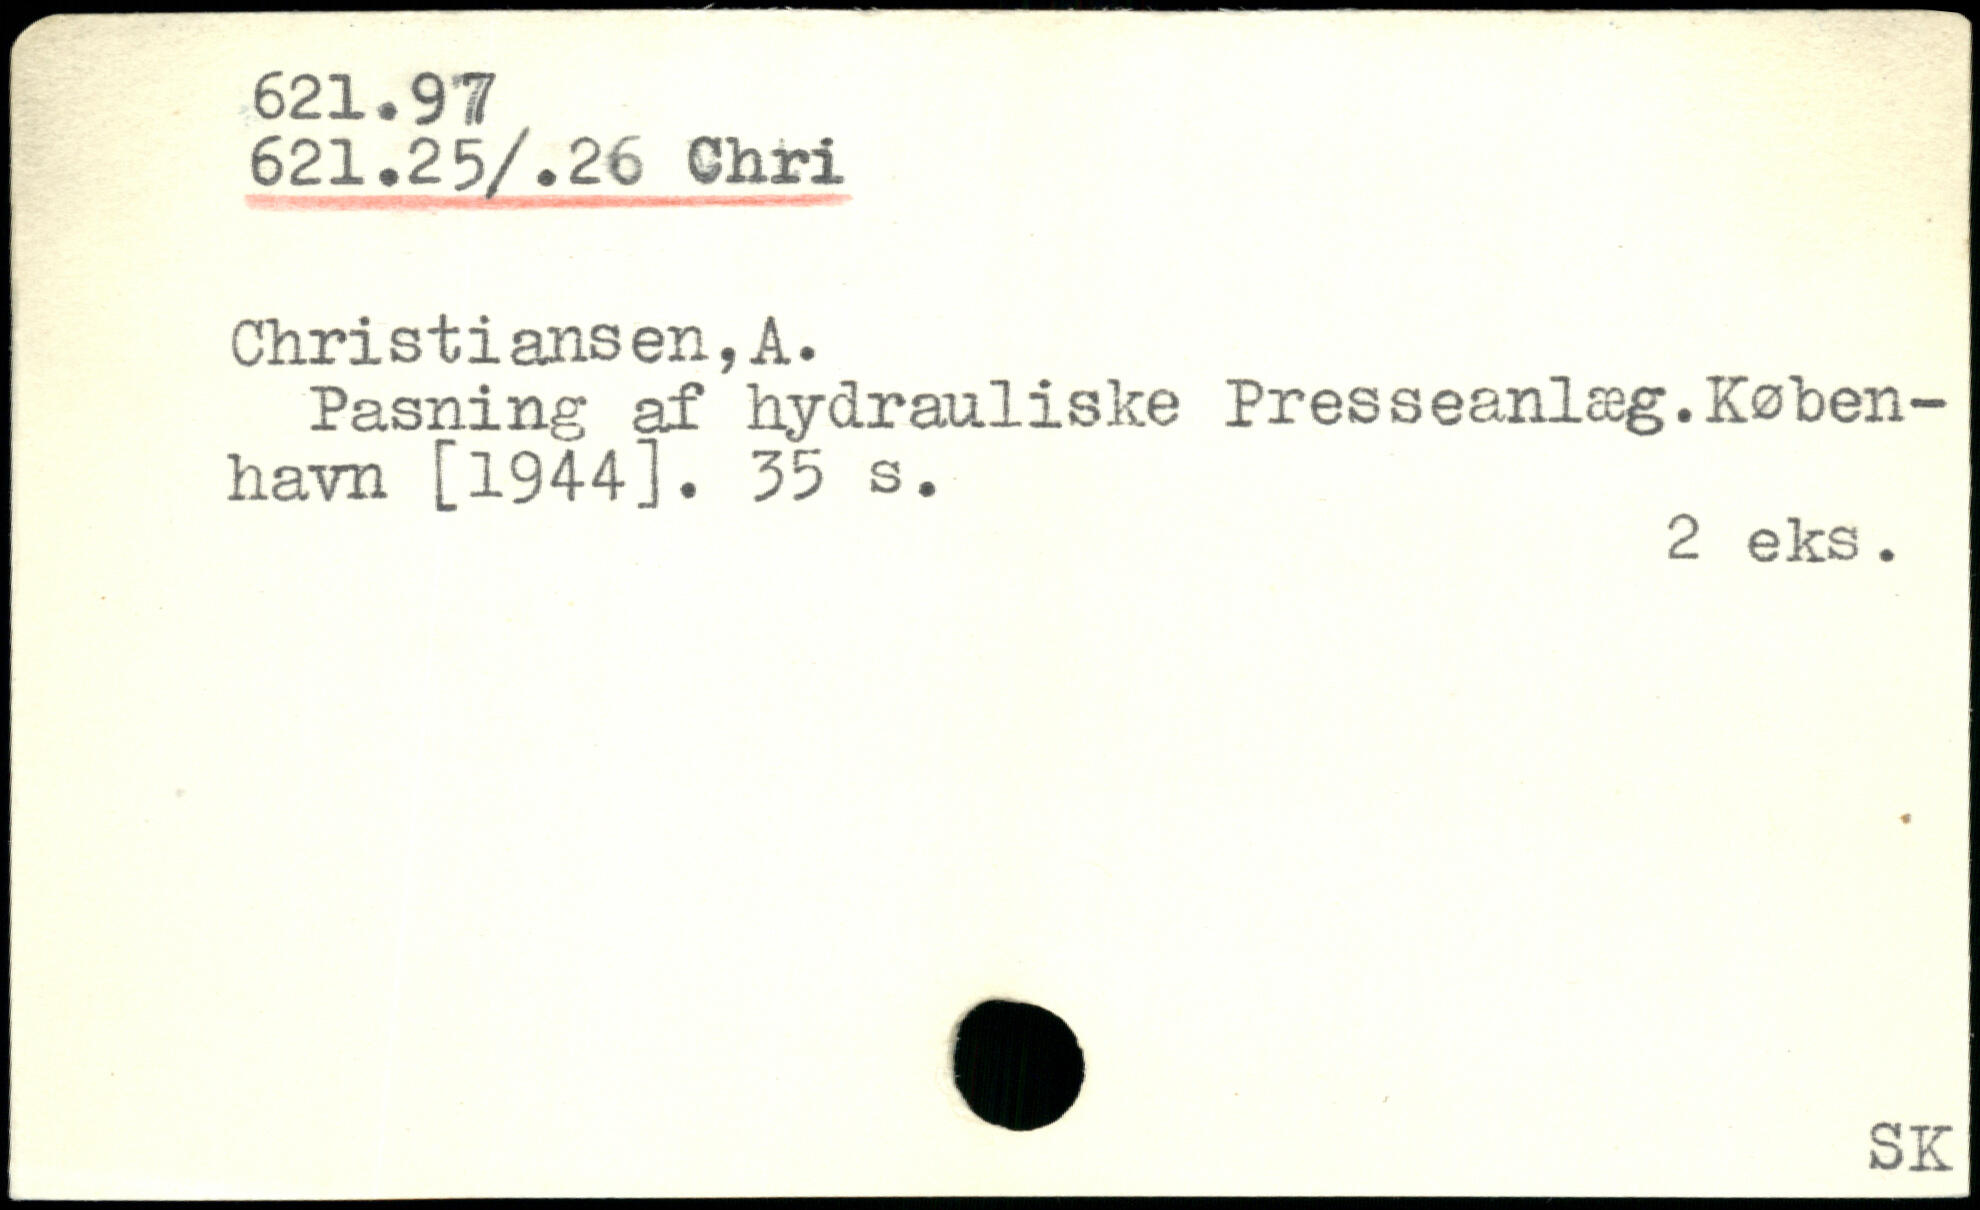 621.97
621.25/.26 Chri
Christiansen,A.
Pasning af hydrauliske Presseanlæg.Køben-
havn [1944]. 35 s.
2 eks.
SK